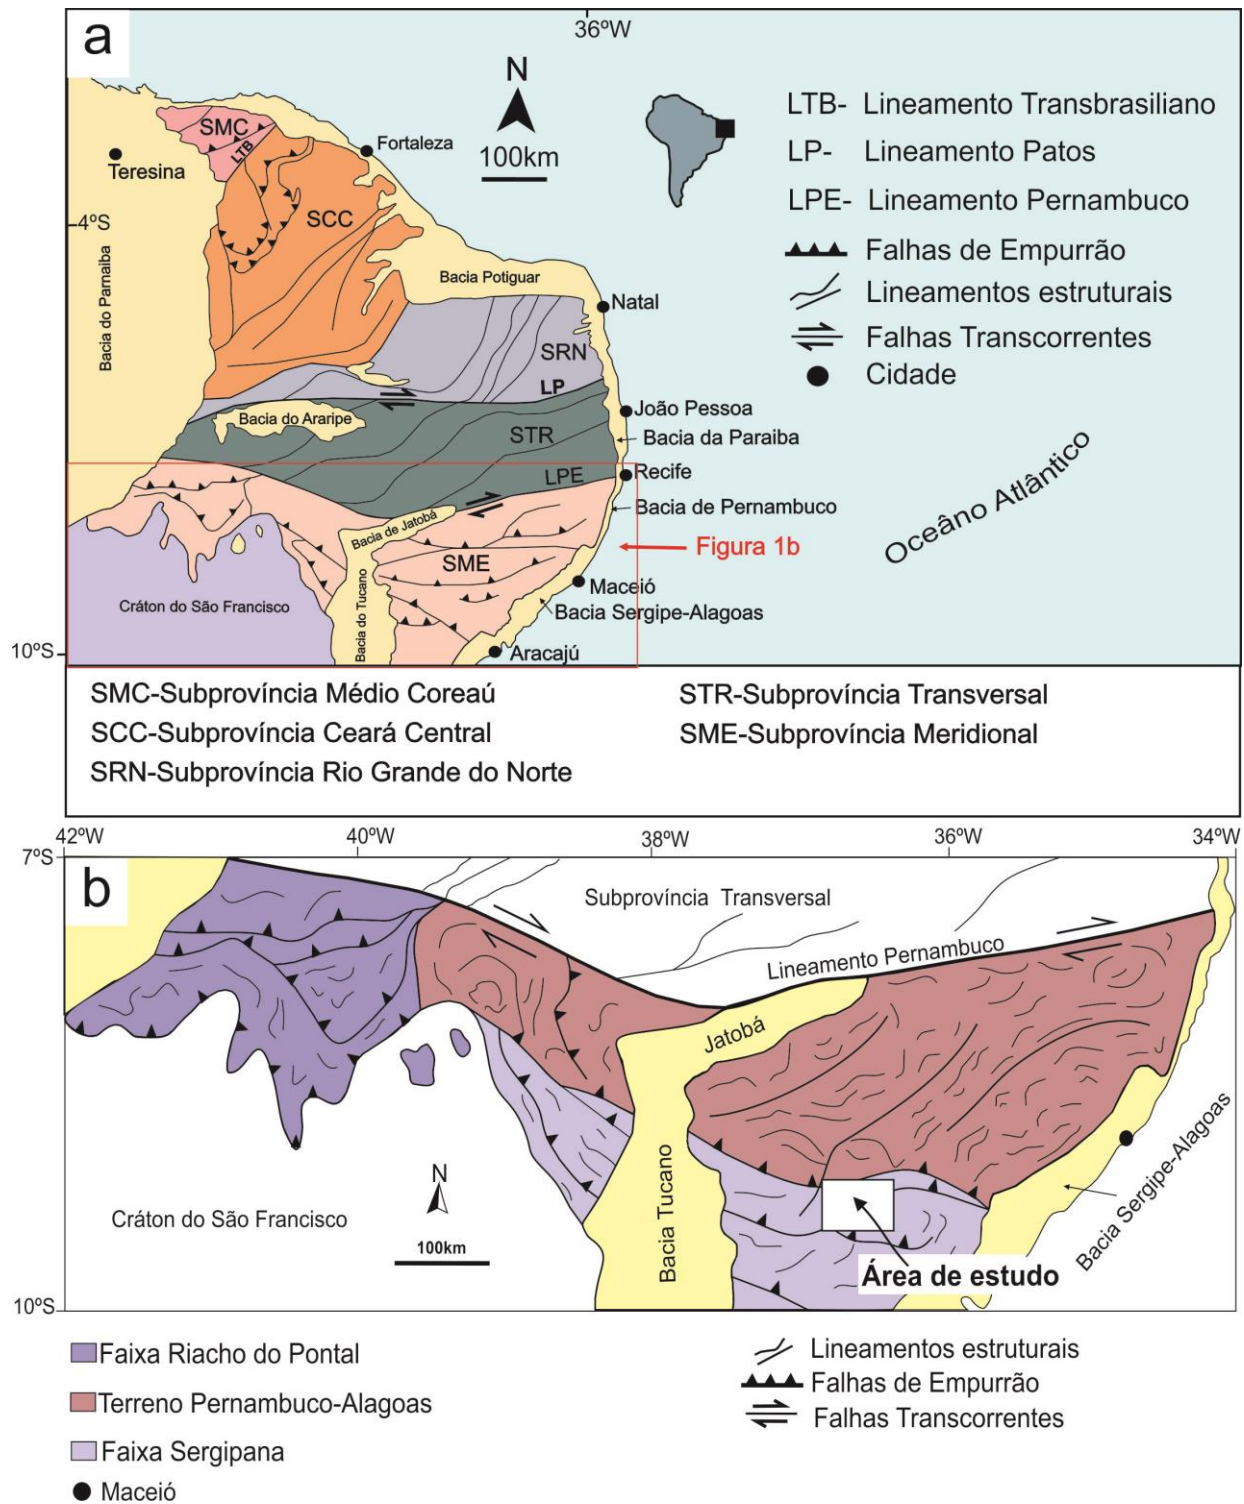 a
36ºW
N
100km
LTB- Lineamento Transbrasiliano
LP- Lineamento Patos
LPE- Lineamento Pernambuco
Falhas de Empurrão
Lineamentos estruturais
Falhas Transcorrentes
Cidade
SMC
LTB
Teresina
Fortaleza
4ºS
SCC
Bacia do Parnaiba
Bacia Potiguar
Natal
SRN
LP
Bacia do Araripe
João Pessoa
STR
Bacia da Paraiba
LPE
Recife
Bacia de Pernambuco
Bacia de Jatobá
Figura 1b
Oceâno Atlântico
SME
Maceió
Cráton do São Francisco
Bacia do Tucano
Bacia Sergipe-Alagoas
10ºS
Aracajú
SMC-Subprovíncia Médio Coreaú
STR-Subprovíncia Transversal
SCC-Subprovíncia Ceará Central
SME-Subprovíncia Meridional
SRN-Subprovíncia Rio Grande do Norte
42ºW
40ºW
38ºW
36ºW
34ºW
7ºS
b
Subprovíncia Transversal
Lineamento Pernambuco
Jatobá
N
100km
Cráton do São Francisco
Bacia Tucano
Bacia Sergipe-Alagoas
Área de estudo
10ºS
Faixa Riacho do Pontal
Terreno Pernambuco-Alagoas
Faixa Sergipana
Maceió
Lineamentos estruturais
Falhas de Empurrão
Falhas Transcorrentes